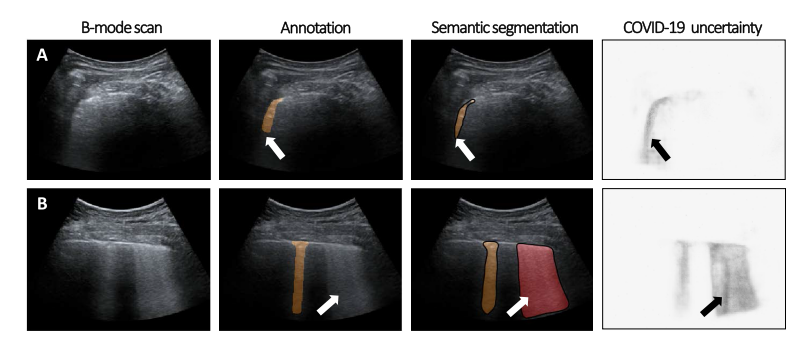 B-mode scan
Annotation
Semantic segmentation
COVID-19 uncertainty
A
B